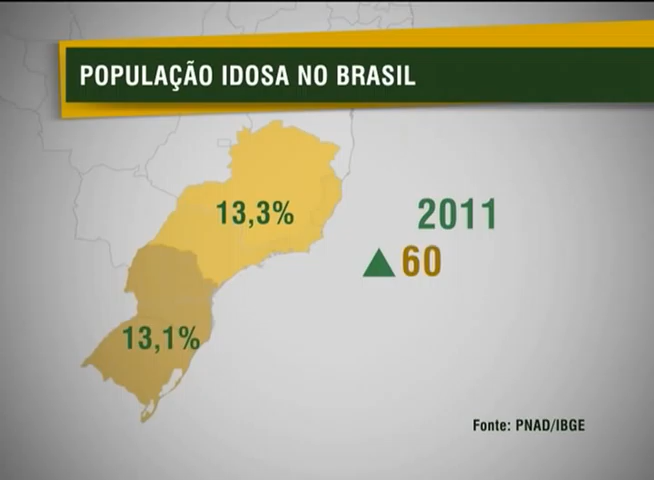 POPULAÇÃO IDOSA NO BRASIL
13,3%
2011
60
13,1%
Fonte: PNAD/IBGE